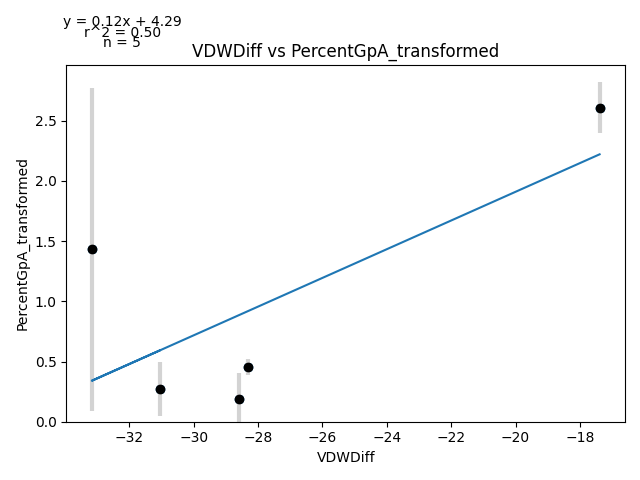 y = 0.12x + 4.29
r^2 = 0.50
n = 5
VDWDiff vs PercentGpA_transformed
PercentGpA_transformed
2.5
2.0
1.5
1.0
0.5
0.0
−32
−30
−28
−26
−24
−22
−20
−18
VDWDiff